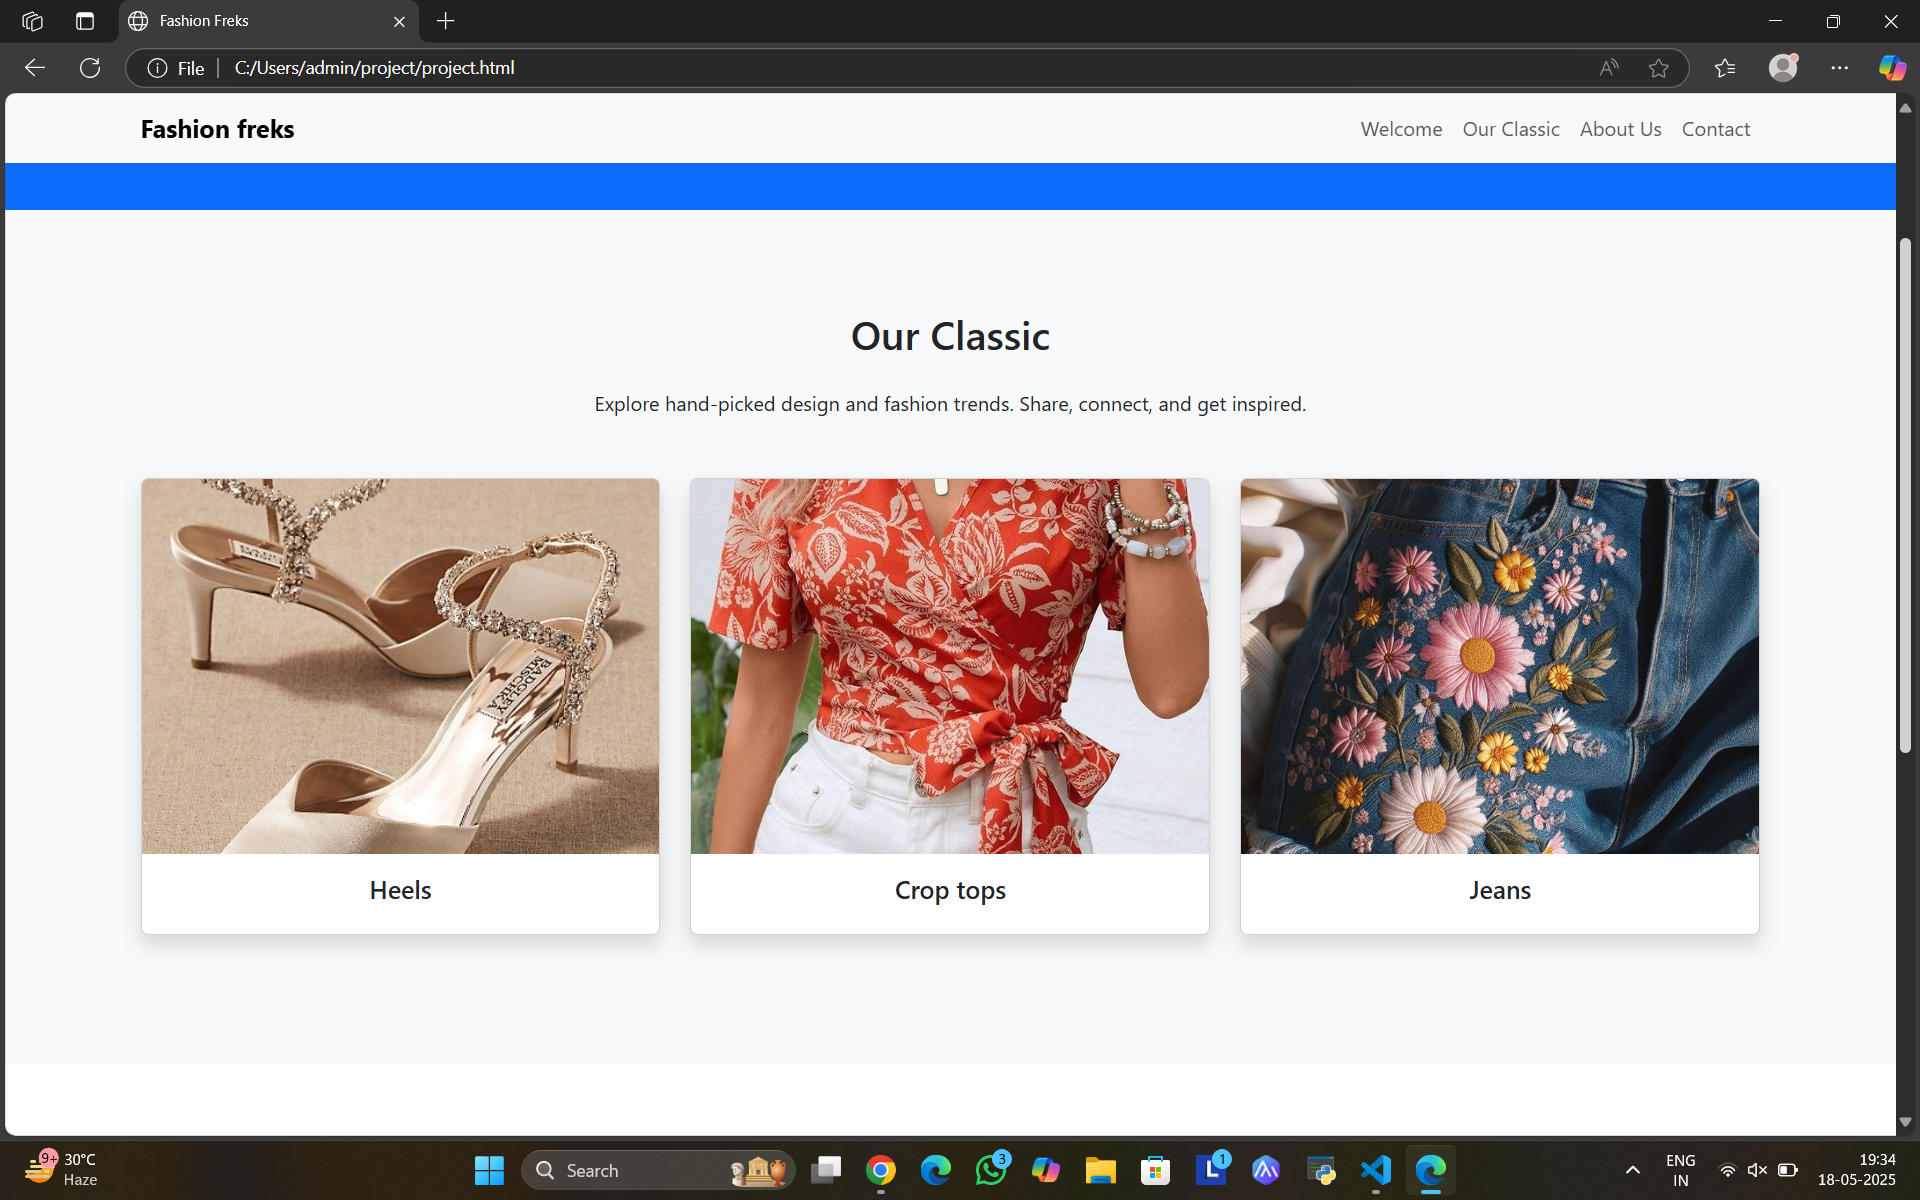 Fashion Freks
File
C:/Users/admin/project/project.html
Fashion freks
Welcome Our Classic About Us Contact
Our Classic
Explore hand-picked design and fashion trends. Share, connect, and get inspired.
BADGLEY
MISCHKA
Heels
Crop tops
Jeans
9+
30°C
Haze
Search
3
1
ENG
IN
19:34
18-05-2025